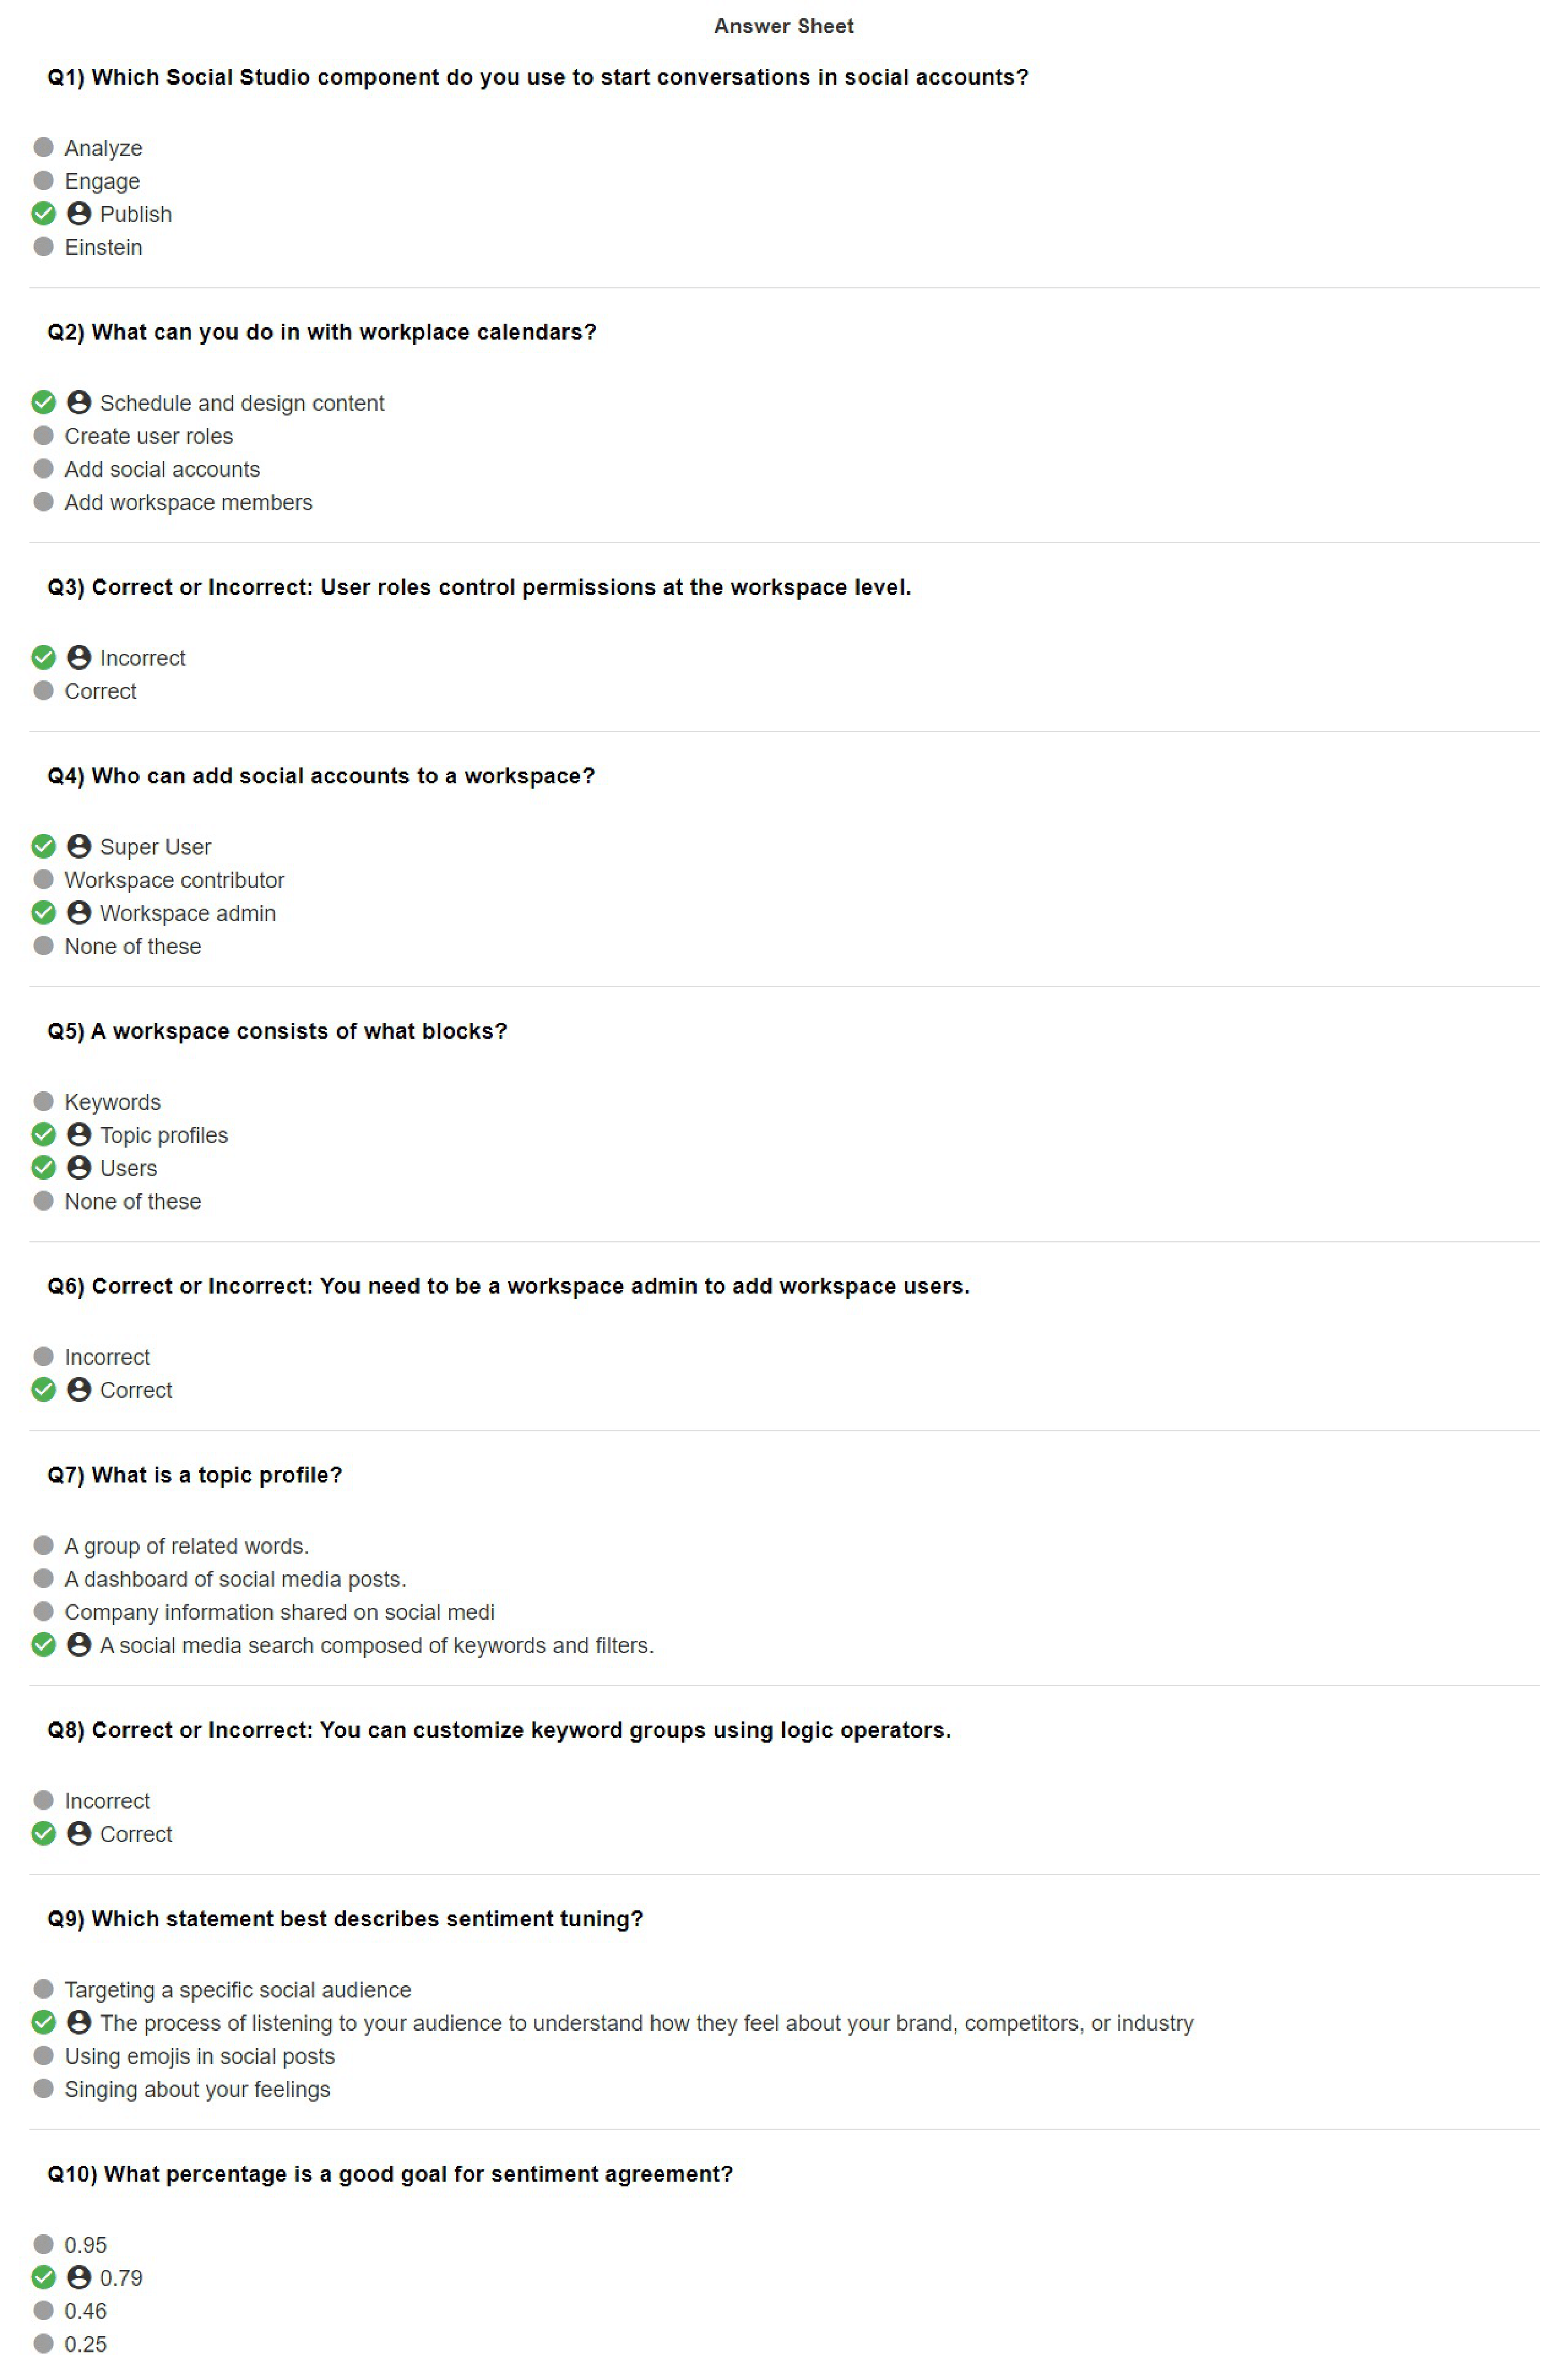 Answer Sheet
Q1) Which Social Studio component do you use to start conversations in social accounts?
Analyze
Engage
Publish
Einstein
Q2) What can you do in with workplace calendars?
Schedule and design content
Create user roles
Add social accounts
Add workspace members
Q3) Correct or Incorrect: User roles control permissions at the workspace level.
Incorrect
Correct
Q4) Who can add social accounts to a workspace?
Super User
Workspace contributor
Workspace admin
None of these
Q5) A workspace consists of what blocks?
Keywords
Topic profiles
Users
None of these
Q6) Correct or Incorrect: You need to be a workspace admin to add workspace users.
Incorrect
Correct
Q7) What is a topic profile?
A group of related words.
A dashboard of social media posts.
Company information shared on social medi
A social media search composed of keywords and filters.
Q8) Correct or Incorrect: You can customize keyword groups using logic operators.
Incorrect
Correct
Q9) Which statement best describes sentiment tuning?
Targeting a specific social audience
The process of listening to your audience to understand how they feel about your brand, competitors, or industry
Using emojis in social posts
Singing about your feelings
Q10) What percentage is a good goal for sentiment agreement?
0.95
0.79
0.46
0.25